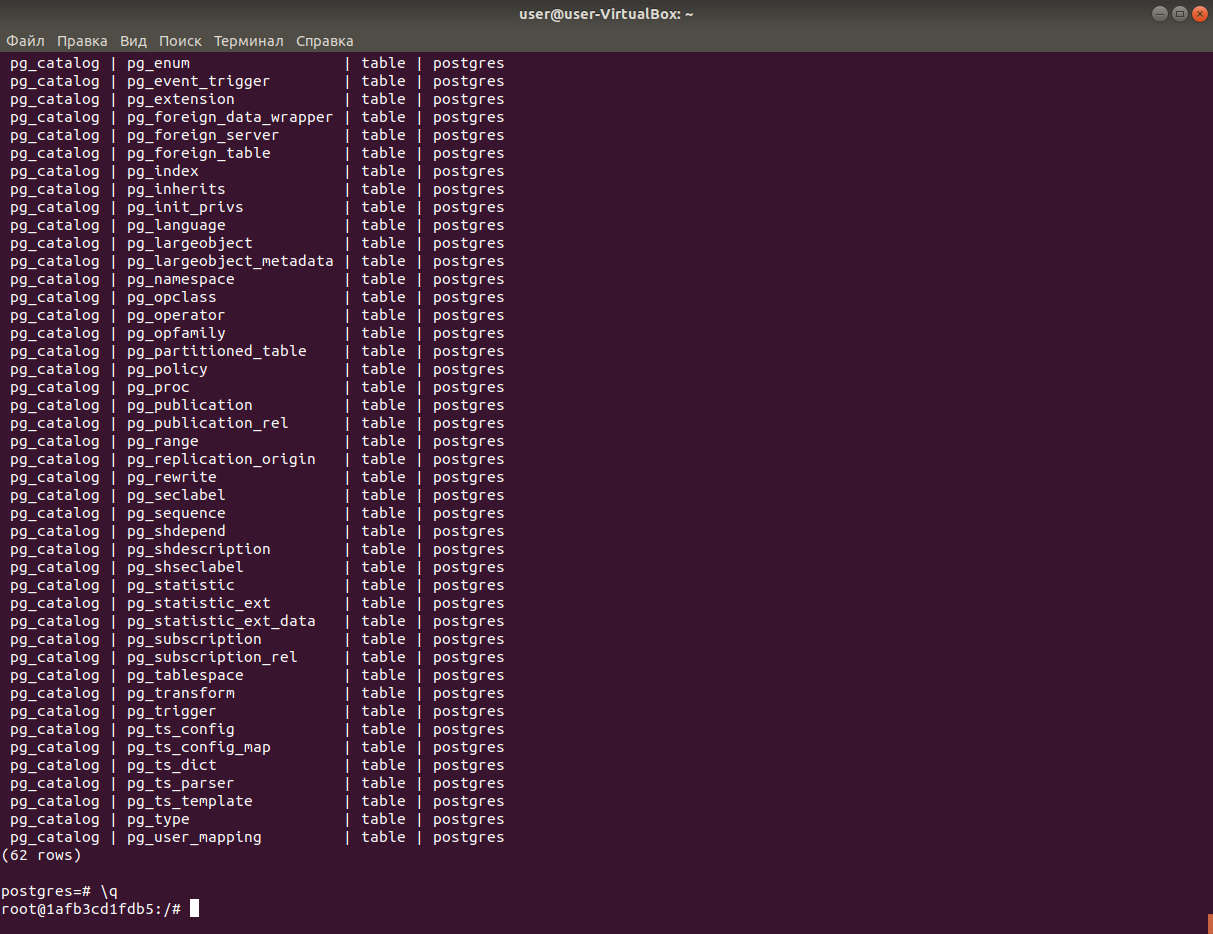 user@user-VirtualBox: ~
Файл Правка Вид Поиск Терминал Справка
pg_catalog | pg_enum | table | postgres
pg_catalog | pg_event_trigger | table | postgres
pg_catalog | pg_extension | table | postgres
pg_catalog | pg_foreign_data_wrapper | table | postgres
pg_catalog | pg_foreign_server | table | postgres
pg_catalog | pg_foreign_table | table | postgres
pg_catalog | pg_index | table | postgres
pg_catalog | pg_inherits | table | postgres
pg_catalog | pg_init_privs | table | postgres
pg_catalog | pg_language | table | postgres
pg_catalog | pg_largeobject | table | postgres
pg_catalog | pg_largeobject_metadata | table | postgres
pg_catalog | pg_namespace | table | postgres
pg_catalog | pg_opclass | table | postgres
pg_catalog | pg_operator | table | postgres
pg_catalog | pg_opfamily | table | postgres
pg_catalog | pg_partitioned_table | table | postgres
pg_catalog | pg_policy | table | postgres
pg_catalog | pg_proc | table | postgres
pg_catalog | pg_publication | table | postgres
pg_catalog | pg_publication_rel | table | postgres
pg_catalog | pg_range | table | postgres
pg_catalog | pg_replication_origin | table | postgres
pg_catalog | pg_rewrite | table | postgres
pg_catalog | pg_seclabel | table | postgres
pg_catalog | pg_sequence | table | postgres
pg_catalog | pg_shdepend | table | postgres
pg_catalog | pg_shdescription | table | postgres
pg_catalog | pg_shseclabel | table | postgres
pg_catalog | pg_statistic | table | postgres
pg_catalog | pg_statistic_ext | table | postgres
pg_catalog | pg_statistic_ext_data | table | postgres
pg_catalog | pg_subscription | table | postgres
pg_catalog | pg_subscription_rel | table | postgres
pg_catalog | pg_tablespace | table | postgres
pg_catalog | pg_transform | table | postgres
pg_catalog | pg_trigger | table | postgres
pg_catalog | pg_ts_config | table | postgres
pg_catalog | pg_ts_config_map | table | postgres
pg_catalog | pg_ts_dict | table | postgres
pg_catalog | pg_ts_parser | table | postgres
pg_catalog | pg_ts_template | table | postgres
pg_catalog | pg_type | table | postgres
pg_catalog | pg_user_mapping | table | postgres
(62 rows)
postgres=# \q
root@1afb3cd1fdb5:/#